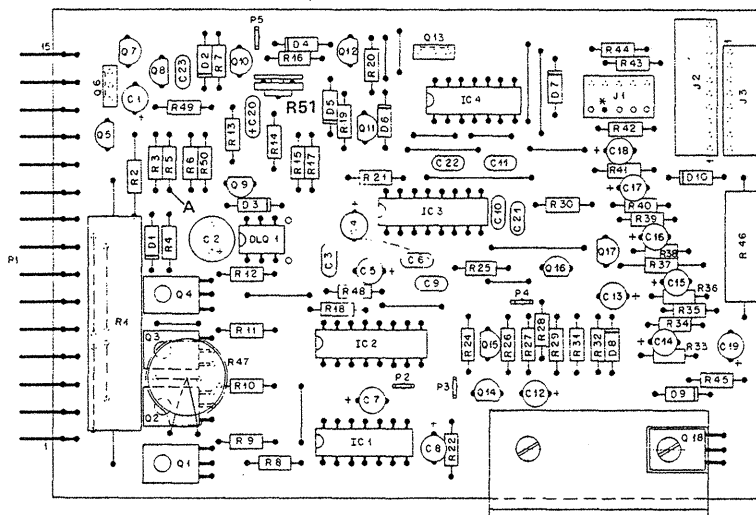 P5
15
Q7
Q6
Q8
C23
D2
R7
Q10
D4
R16
Q12
R20
Q13
R44
R43
J2
J3
C1
+
R49
R51
C20
+
R13
R14
D5
R19
Q11
D6
IC4
D7
J1
*
R42
Q5
R2
R3
R5
R6
R50
R15
R17
C22
C11
+
C18
R41
A
Q9
D3
R21
IC3
C10
C21
R30
+
C17
D10
R40
R39
P1
D1
R4
C2
DLQ1
+
C3
C5
+
C6
C9
R25
Q16
Q17
+
C16
R38
R37
R46
R12
R48
R18
P4
C13
+
+
C15
R36
R35
R34
Q4
R1
Q3
R11
IC2
R24
Q15
R26
R27
R28
R29
R31
R32
D8
+
C14
R33
C19
+
R47
R10
P2
P3
Q14
C12
+
R45
D9
Q2
+
C7
+
C8
R22
IC1
R9
R8
Q1
Q18
1